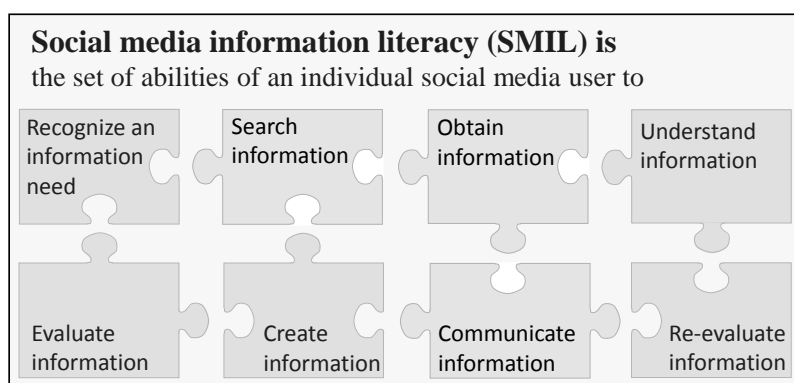 Social media information literacy (SMIL) is
the set of abilities of an individual social media user to
Recognize an
information
need
Search
information
Obtain
information
Understand
information
Evaluate
information
Create
information
Communicate
information
Re-evaluate
information